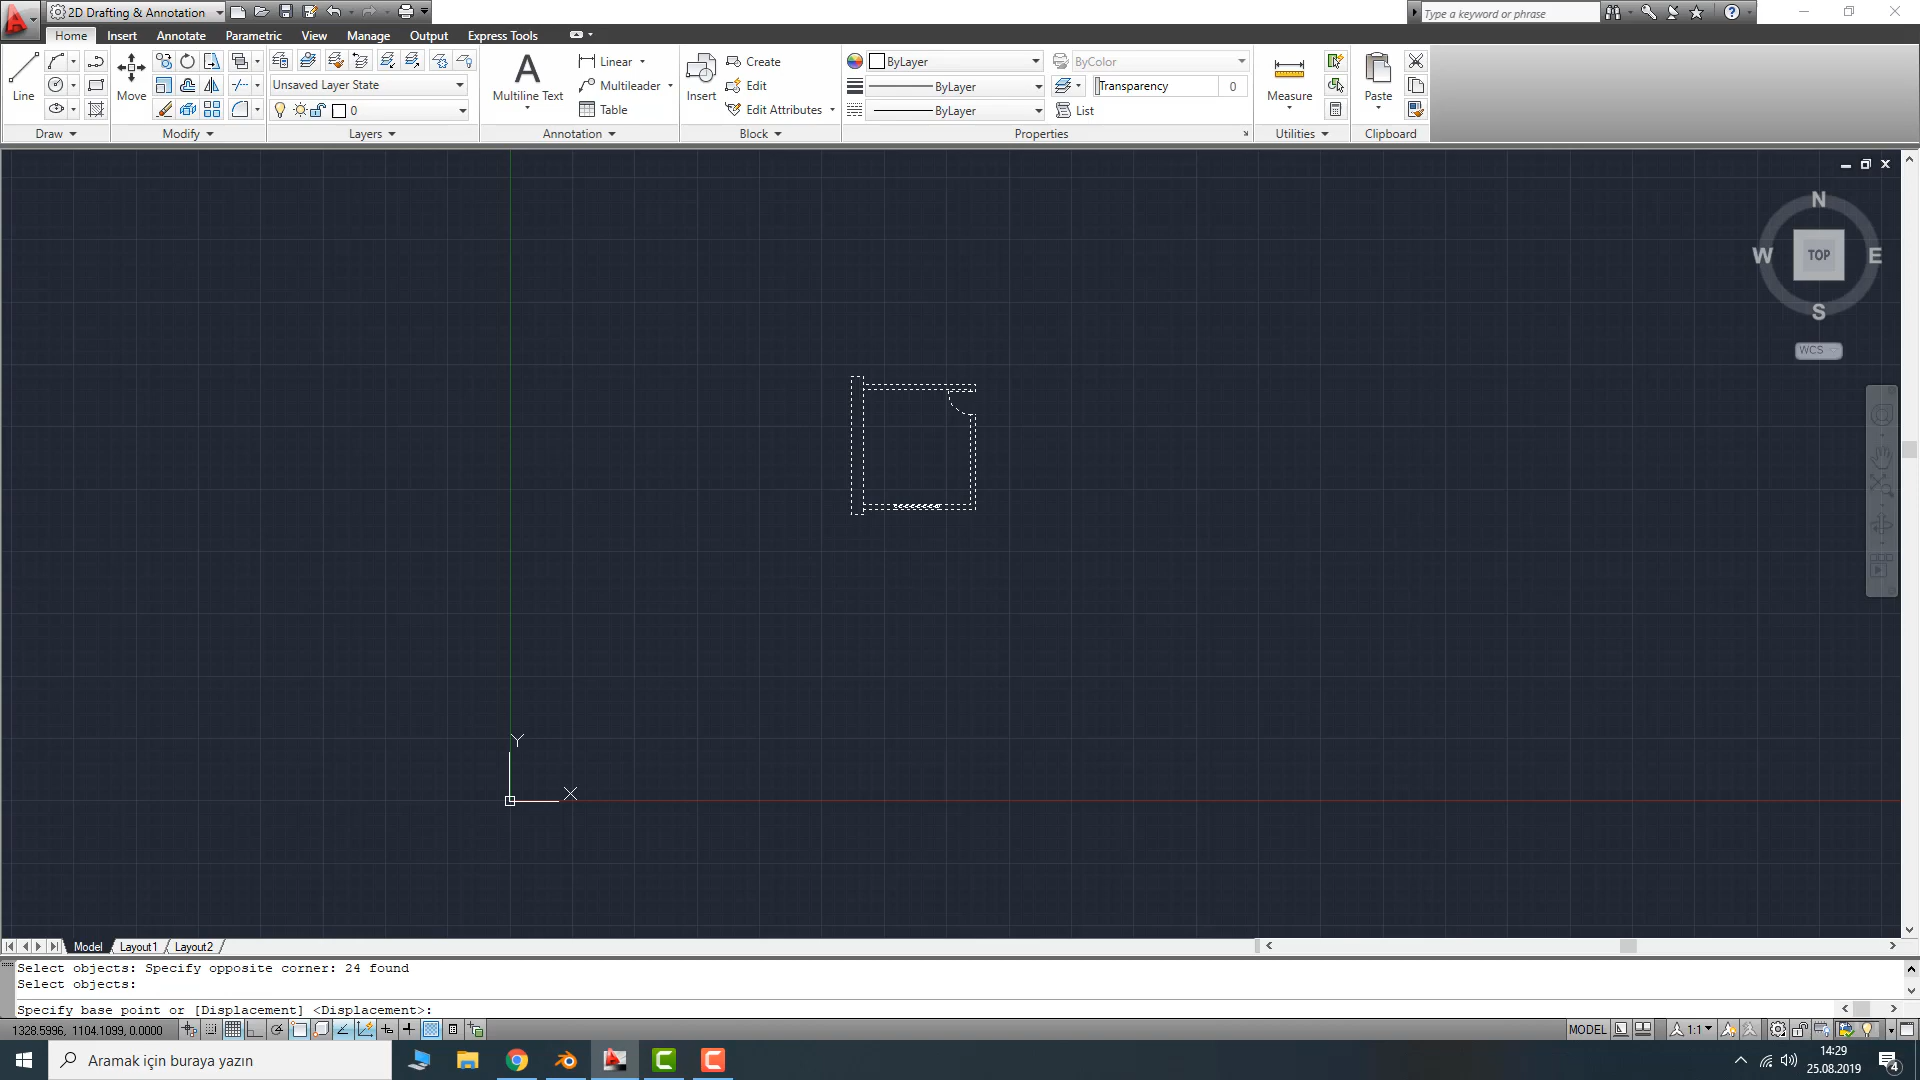 2D Drafting & Annotation
Type a keyword or phrase
Home Insert Annotate Parametric View Manage Output Express Tools
Line
Draw
Move
Modify
Unsaved Layer State
0
Layers
A
Multiline Text
Linear
Multileader
Table
Annotation
Insert
Create
Edit
Edit Attributes
Block
ByLayer
ByLayer
ByLayer
ByColor
Transparency 0
List
Properties
Measure
Utilities
Paste
Clipboard
N
W TOP E
S
WCS
Y
X
Model Layout1 Layout2
Select objects: Specify opposite corner: 24 found
Select objects:
Specify base point or [Displacement] <Displacement>:
1328.5996, 1104.1099, 0.0000
MODEL
1:1
Aramak için buraya yazın
14:29
25.08.2019
4